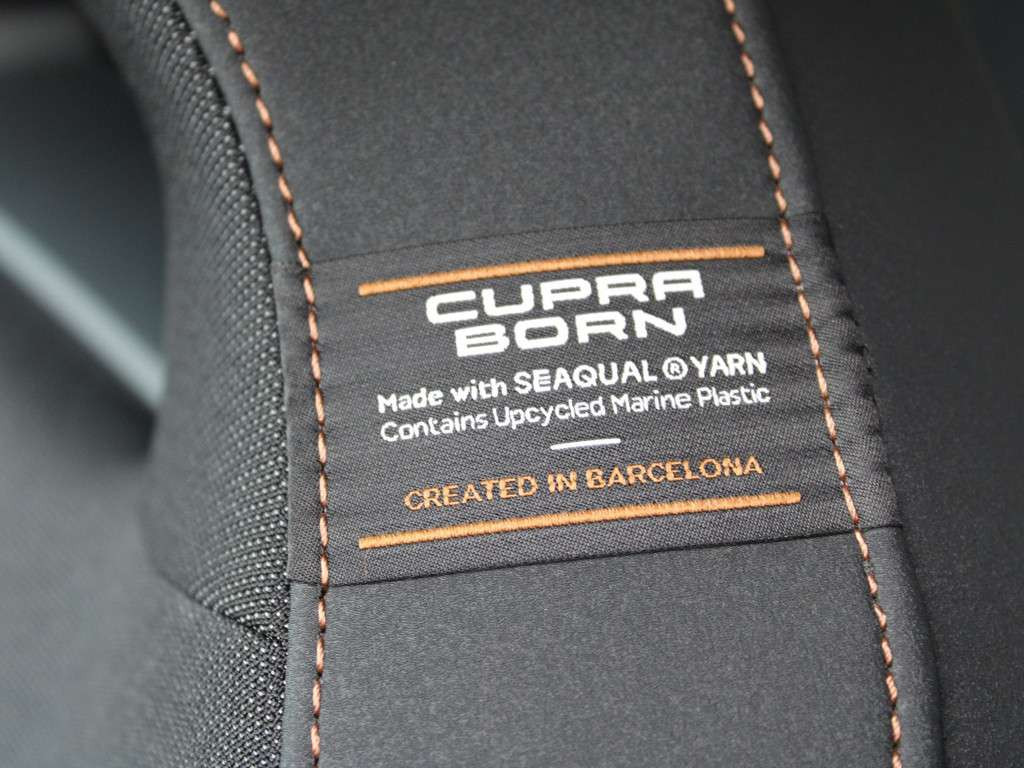 CUPRA
BORN
Made with SEAQUAL ® YARN
Contains Upcycled Marine Plastic
CREATED IN BARCELONA